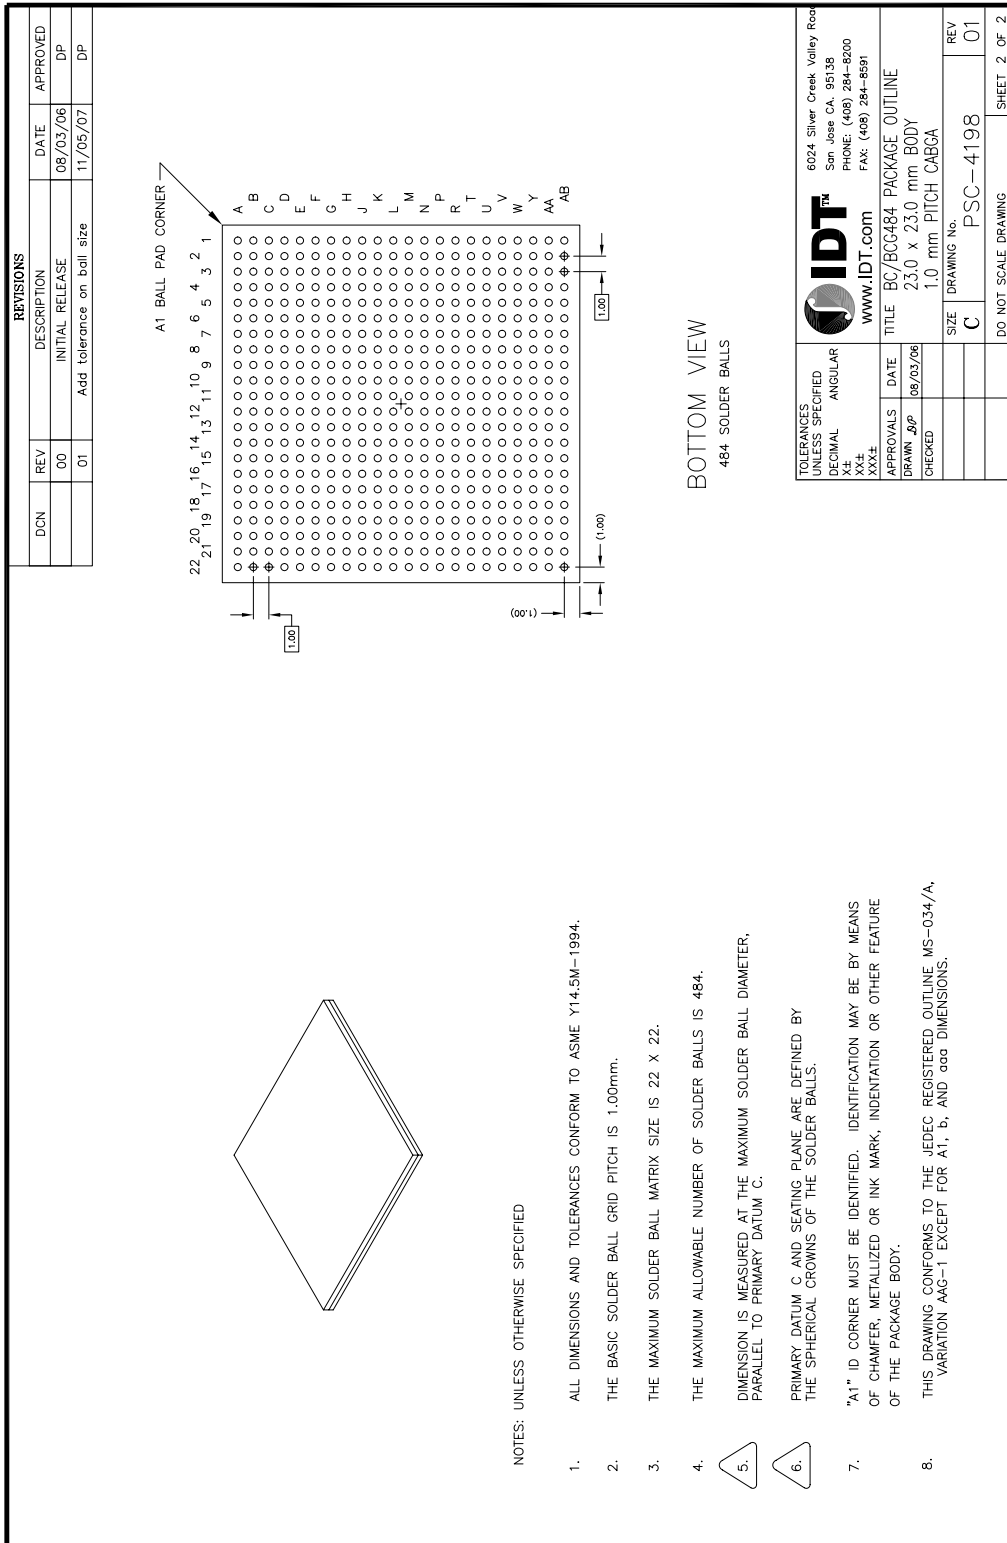 REVISIONS
DCN REV DESCRIPTION DATE APPROVED
00 INITIAL RELEASE 08/03/06 DP
01 Add tolerance on ball size 11/05/07 DP
A1 BALL PAD CORNER
22 21 20 19 18 17 16 15 14 13 12 11 10 9 8 7 6 5 4 3 2 1
A
B
C
D
E
F
G
H
J
K
L
M
N
P
R
T
U
V
W
Y
AA
AB
1.00
(1.00)
(1.00)
1.00
BOTTOM VIEW
484 SOLDER BALLS
NOTES: UNLESS OTHERWISE SPECIFIED
1. ALL DIMENSIONS AND TOLERANCES CONFORM TO ASME Y14.5M-1994.
2. THE BASIC SOLDER BALL GRID PITCH IS 1.00mm.
3. THE MAXIMUM SOLDER BALL MATRIX SIZE IS 22 X 22.
4. THE MAXIMUM ALLOWABLE NUMBER OF SOLDER BALLS IS 484.
5. DIMENSION IS MEASURED AT THE MAXIMUM SOLDER BALL DIAMETER,
PARALLEL TO PRIMARY DATUM C.
6. PRIMARY DATUM C AND SEATING PLANE ARE DEFINED BY
THE SPHERICAL CROWNS OF THE SOLDER BALLS.
7. "A1" ID CORNER MUST BE IDENTIFIED. IDENTIFICATION MAY BE BY MEANS
OF CHAMFER, METALLIZED OR INK MARK, INDENTATION OR OTHER FEATURE
OF THE PACKAGE BODY.
8. THIS DRAWING CONFORMS TO THE JEDEC REGISTERED OUTLINE MS-034/A,
VARIATION AAG-1 EXCEPT FOR A1, b, AND aaa DIMENSIONS.
TOLERANCES
UNLESS SPECIFIED
DECIMAL ANGULAR
X±
XX±
XXX±
APPROVALS DATE
DRAWN DP 08/03/06
CHECKED
IDT™
www.IDT.com
6024 Silver Creek Valley Road
San Jose CA. 95138
PHONE: (408) 284-8200
FAX: (408) 284-8591
TITLE BC/BCG484 PACKAGE OUTLINE
23.0 x 23.0 mm BODY
1.0 mm PITCH CABGA
SIZE DRAWING No. REV
C PSC-4198 01
DO NOT SCALE DRAWING SHEET 2 OF 2